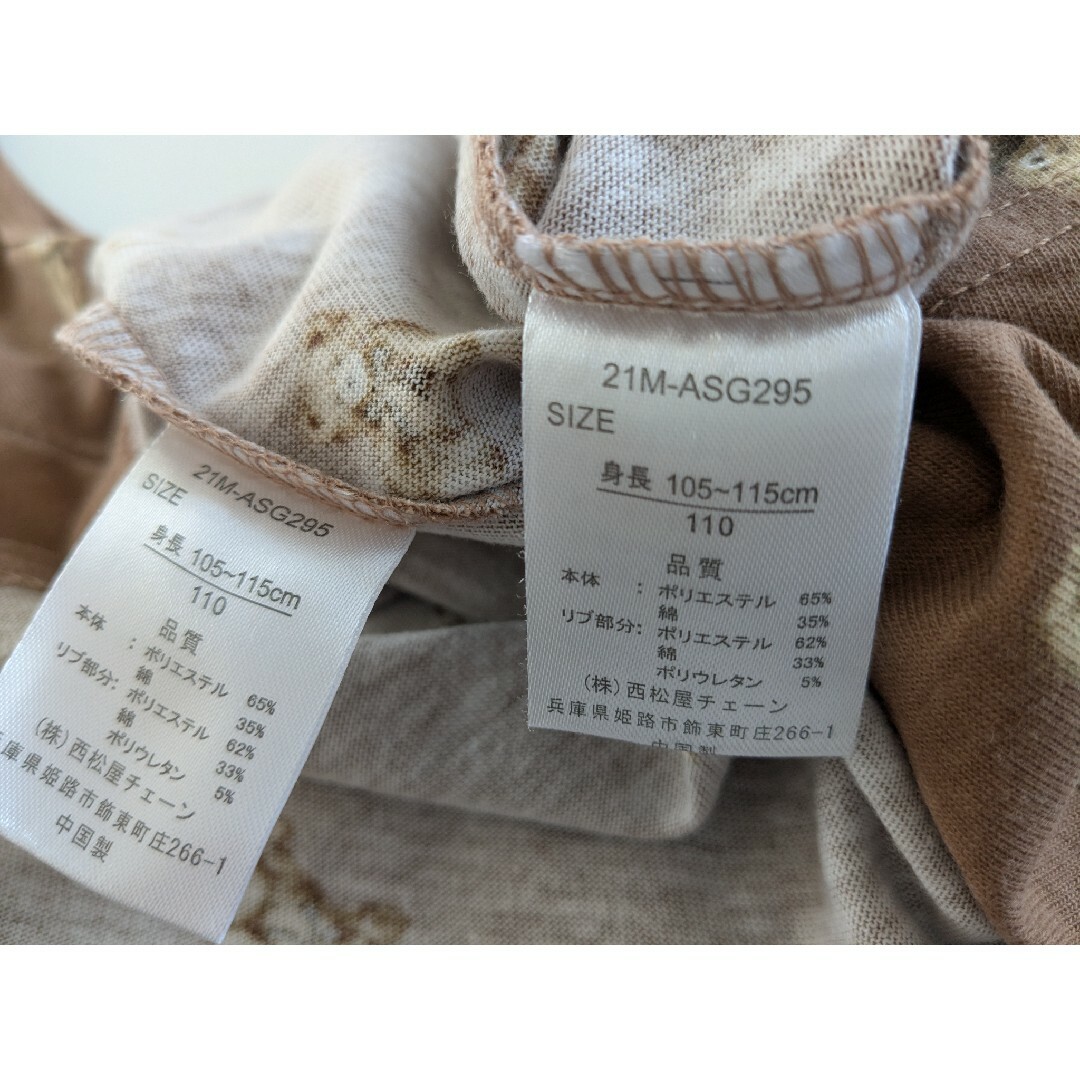 21M-ASG295
SIZE
身長 105~115cm
110
品質
本体 : ポリエステル 65%
綿 35%
リブ部分: ポリエステル 62%
綿 33%
ポリウレタン 5%
(株)西松屋チェーン
兵庫県姫路市飾東町庄266-1
中国製
21M-ASG295
SIZE
身長 105~115cm
110
品質
本体 : ポリエステル 65%
綿 35%
リブ部分: ポリエステル 62%
綿 33%
ポリウレタン 5%
(株)西松屋チェーン
兵庫県姫路市飾東町庄266-1
中国製